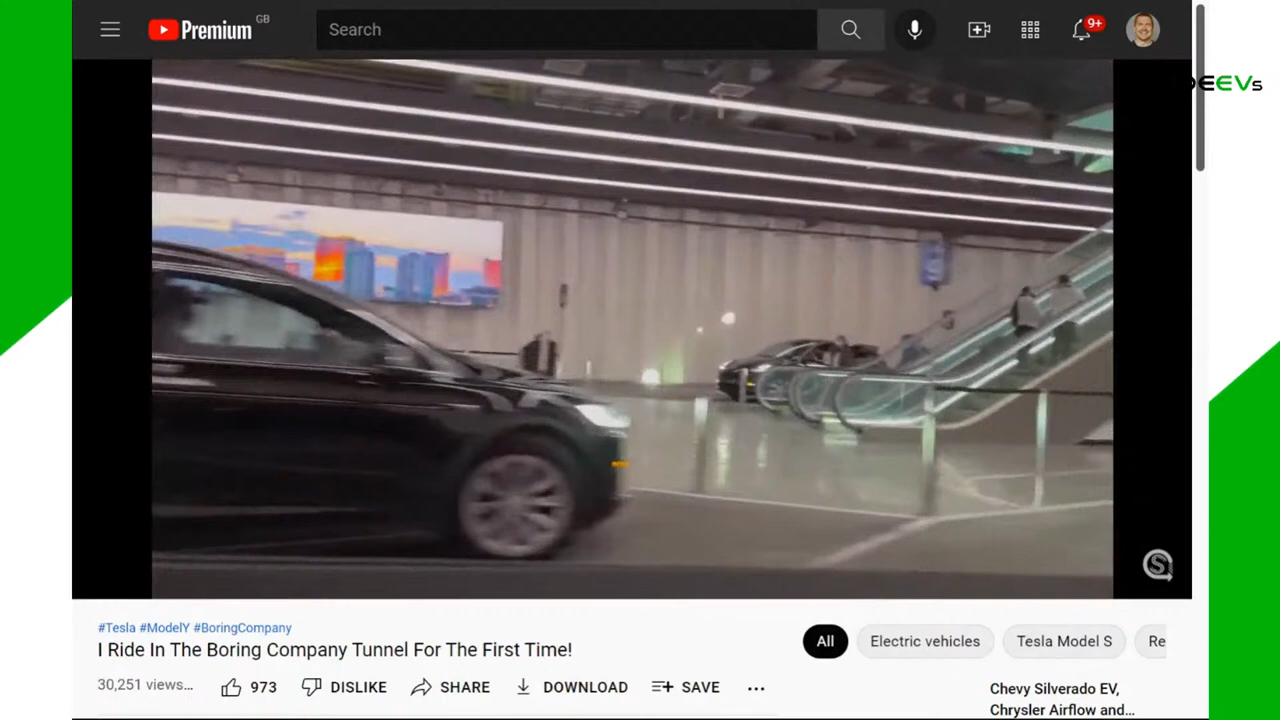 Premium GB
Search
9+
EEVs
#Tesla #ModelY #BoringCompany
I Ride In The Boring Company Tunnel For The First Time!
30,251 views...
973
DISLIKE
SHARE
DOWNLOAD
SAVE
All
Electric vehicles
Tesla Model S
Re
Chevy Silverado EV,
Chrysler Airflow and...